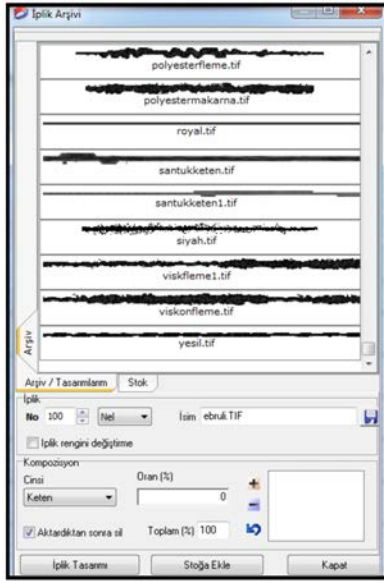 İplik Arşivi
polyesterfleme.tif
polyestermakarna.tif
royal.tif
santukketen.tif
santukketen1.tif
siyah.tif
viskfleme1.tif
viskonfleme.tif
yesil.tif
Arşiv
Arşiv / Tasarımlarım Stok
İplik
No 100 Nel İsim ebruli.TIF
İplik rengini değiştirme
Kompozisyon
Cinsi Oranı (%)
Keten 0
Aktardıktan sonra sil Toplam (%) 100
İplik Tasarımı Stoğa Ekle Kapat